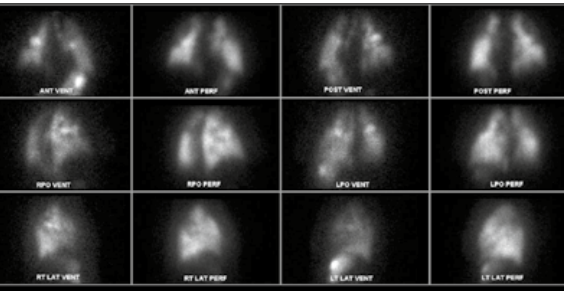 ANT VENT
ANT PERF
POST VENT
POST PERF
RPO VENT
RPO PERF
LPO VENT
LPO PERF
RT LAT VENT
RT LAT PERF
LT LAT VENT
LT LAT PERF